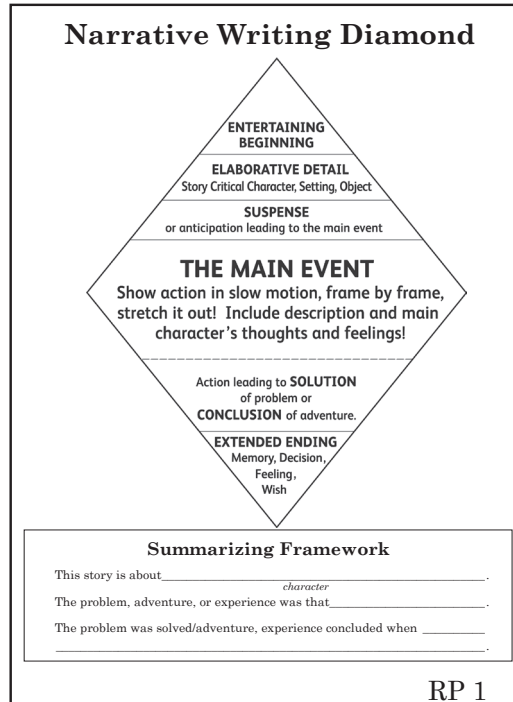 Narrative Writing Diamond
ENTERTAINING
BEGINNING
ELABORATIVE DETAIL
Story Critical Character, Setting, Object
SUSPENSE
or anticipation leading to the main event
THE MAIN EVENT
Show action in slow motion, frame by frame,
stretch it out! Include description and main
character's thoughts and feelings!
Action leading to SOLUTION
of problem or
CONCLUSION of adventure.
EXTENDED ENDING
Memory, Decision,
Feeling,
Wish
Summarizing Framework
This story is about____________________.
character
The problem, adventure, or experience was that____________________.
The problem was solved/adventure, experience concluded when __________
____________________.
RP 1